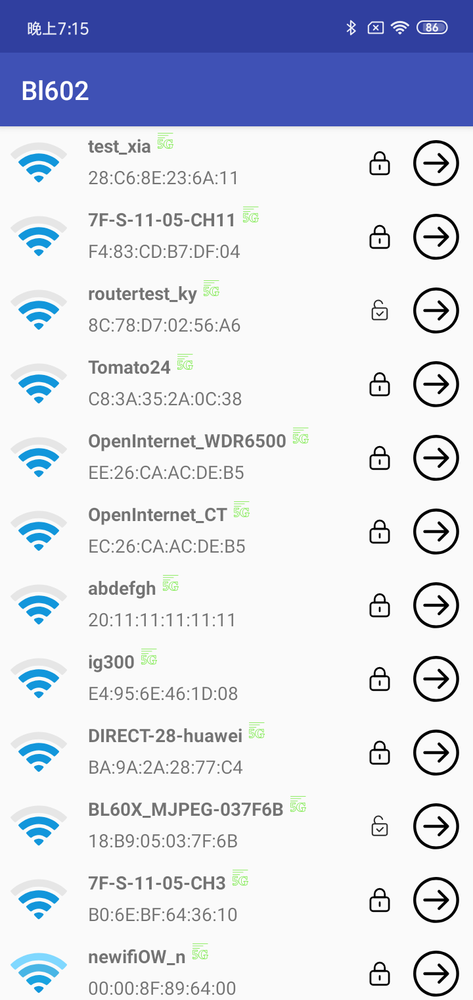 晚上7:15
86
Bl602
test_xia 5G
28:C6:8E:23:6A:11
7F-S-11-05-CH11 5G
F4:83:CD:B7:DF:04
routertest_ky 5G
8C:78:D7:02:56:A6
Tomato24 5G
C8:3A:35:2A:0C:38
OpenInternet_WDR6500 5G
EE:26:CA:AC:DE:B5
OpenInternet_CT 5G
EC:26:CA:AC:DE:B5
abdefgh 5G
20:11:11:11:11:11
ig300 5G
E4:95:6E:46:1D:08
DIRECT-28-huawei 5G
BA:9A:2A:28:77:C4
BL60X_MJPEG-037F6B 5G
18:B9:05:03:7F:6B
7F-S-11-05-CH3 5G
B0:6E:BF:64:36:10
newifiOW_n 5G
00:00:8F:89:64:00